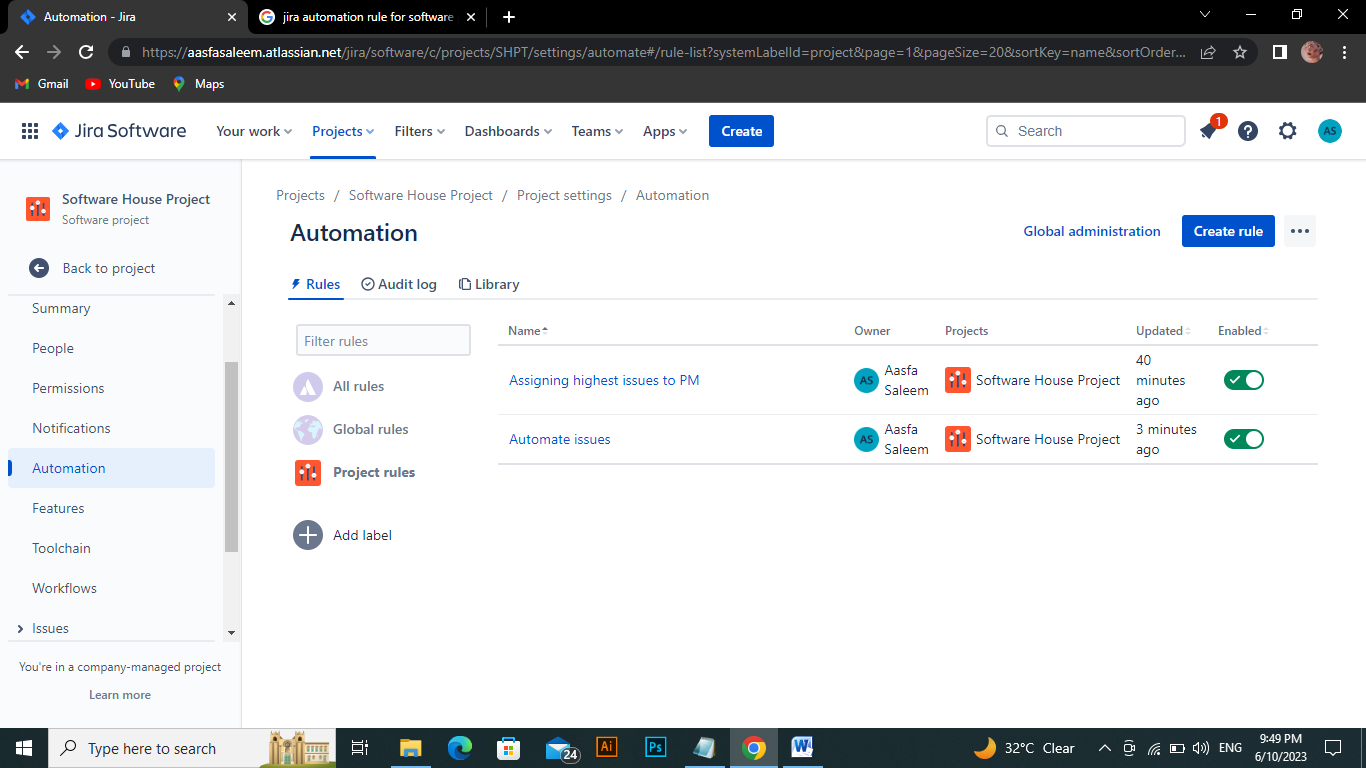 Automation - Jira
jira automation rule for software
https://aasfasaleem.atlassian.net/jira/software/c/projects/SHPT/settings/automate#/rule-list?systemLabelId=project&page=1&pageSize=20&sortKey=name&sortOrder...
Gmail YouTube Maps
Jira Software Your work Projects Filters Dashboards Teams Apps Create Search 1 AS
Software House Project
Software project
Back to project
Summary
People
Permissions
Notifications
Automation
Features
Toolchain
Workflows
Issues
You're in a company-managed project
Learn more
Projects / Software House Project / Project settings / Automation
Automation
Global administration Create rule
Rules Audit log Library
Filter rules
All rules
Global rules
Project rules
Add label
Name Owner Projects Updated Enabled
Assigning highest issues to PM AS Aasfa Saleem Software House Project 40 minutes ago
Automate issues AS Aasfa Saleem Software House Project 3 minutes ago
Type here to search 24 Ai Ps 32°C Clear ENG 9:49 PM
6/10/2023